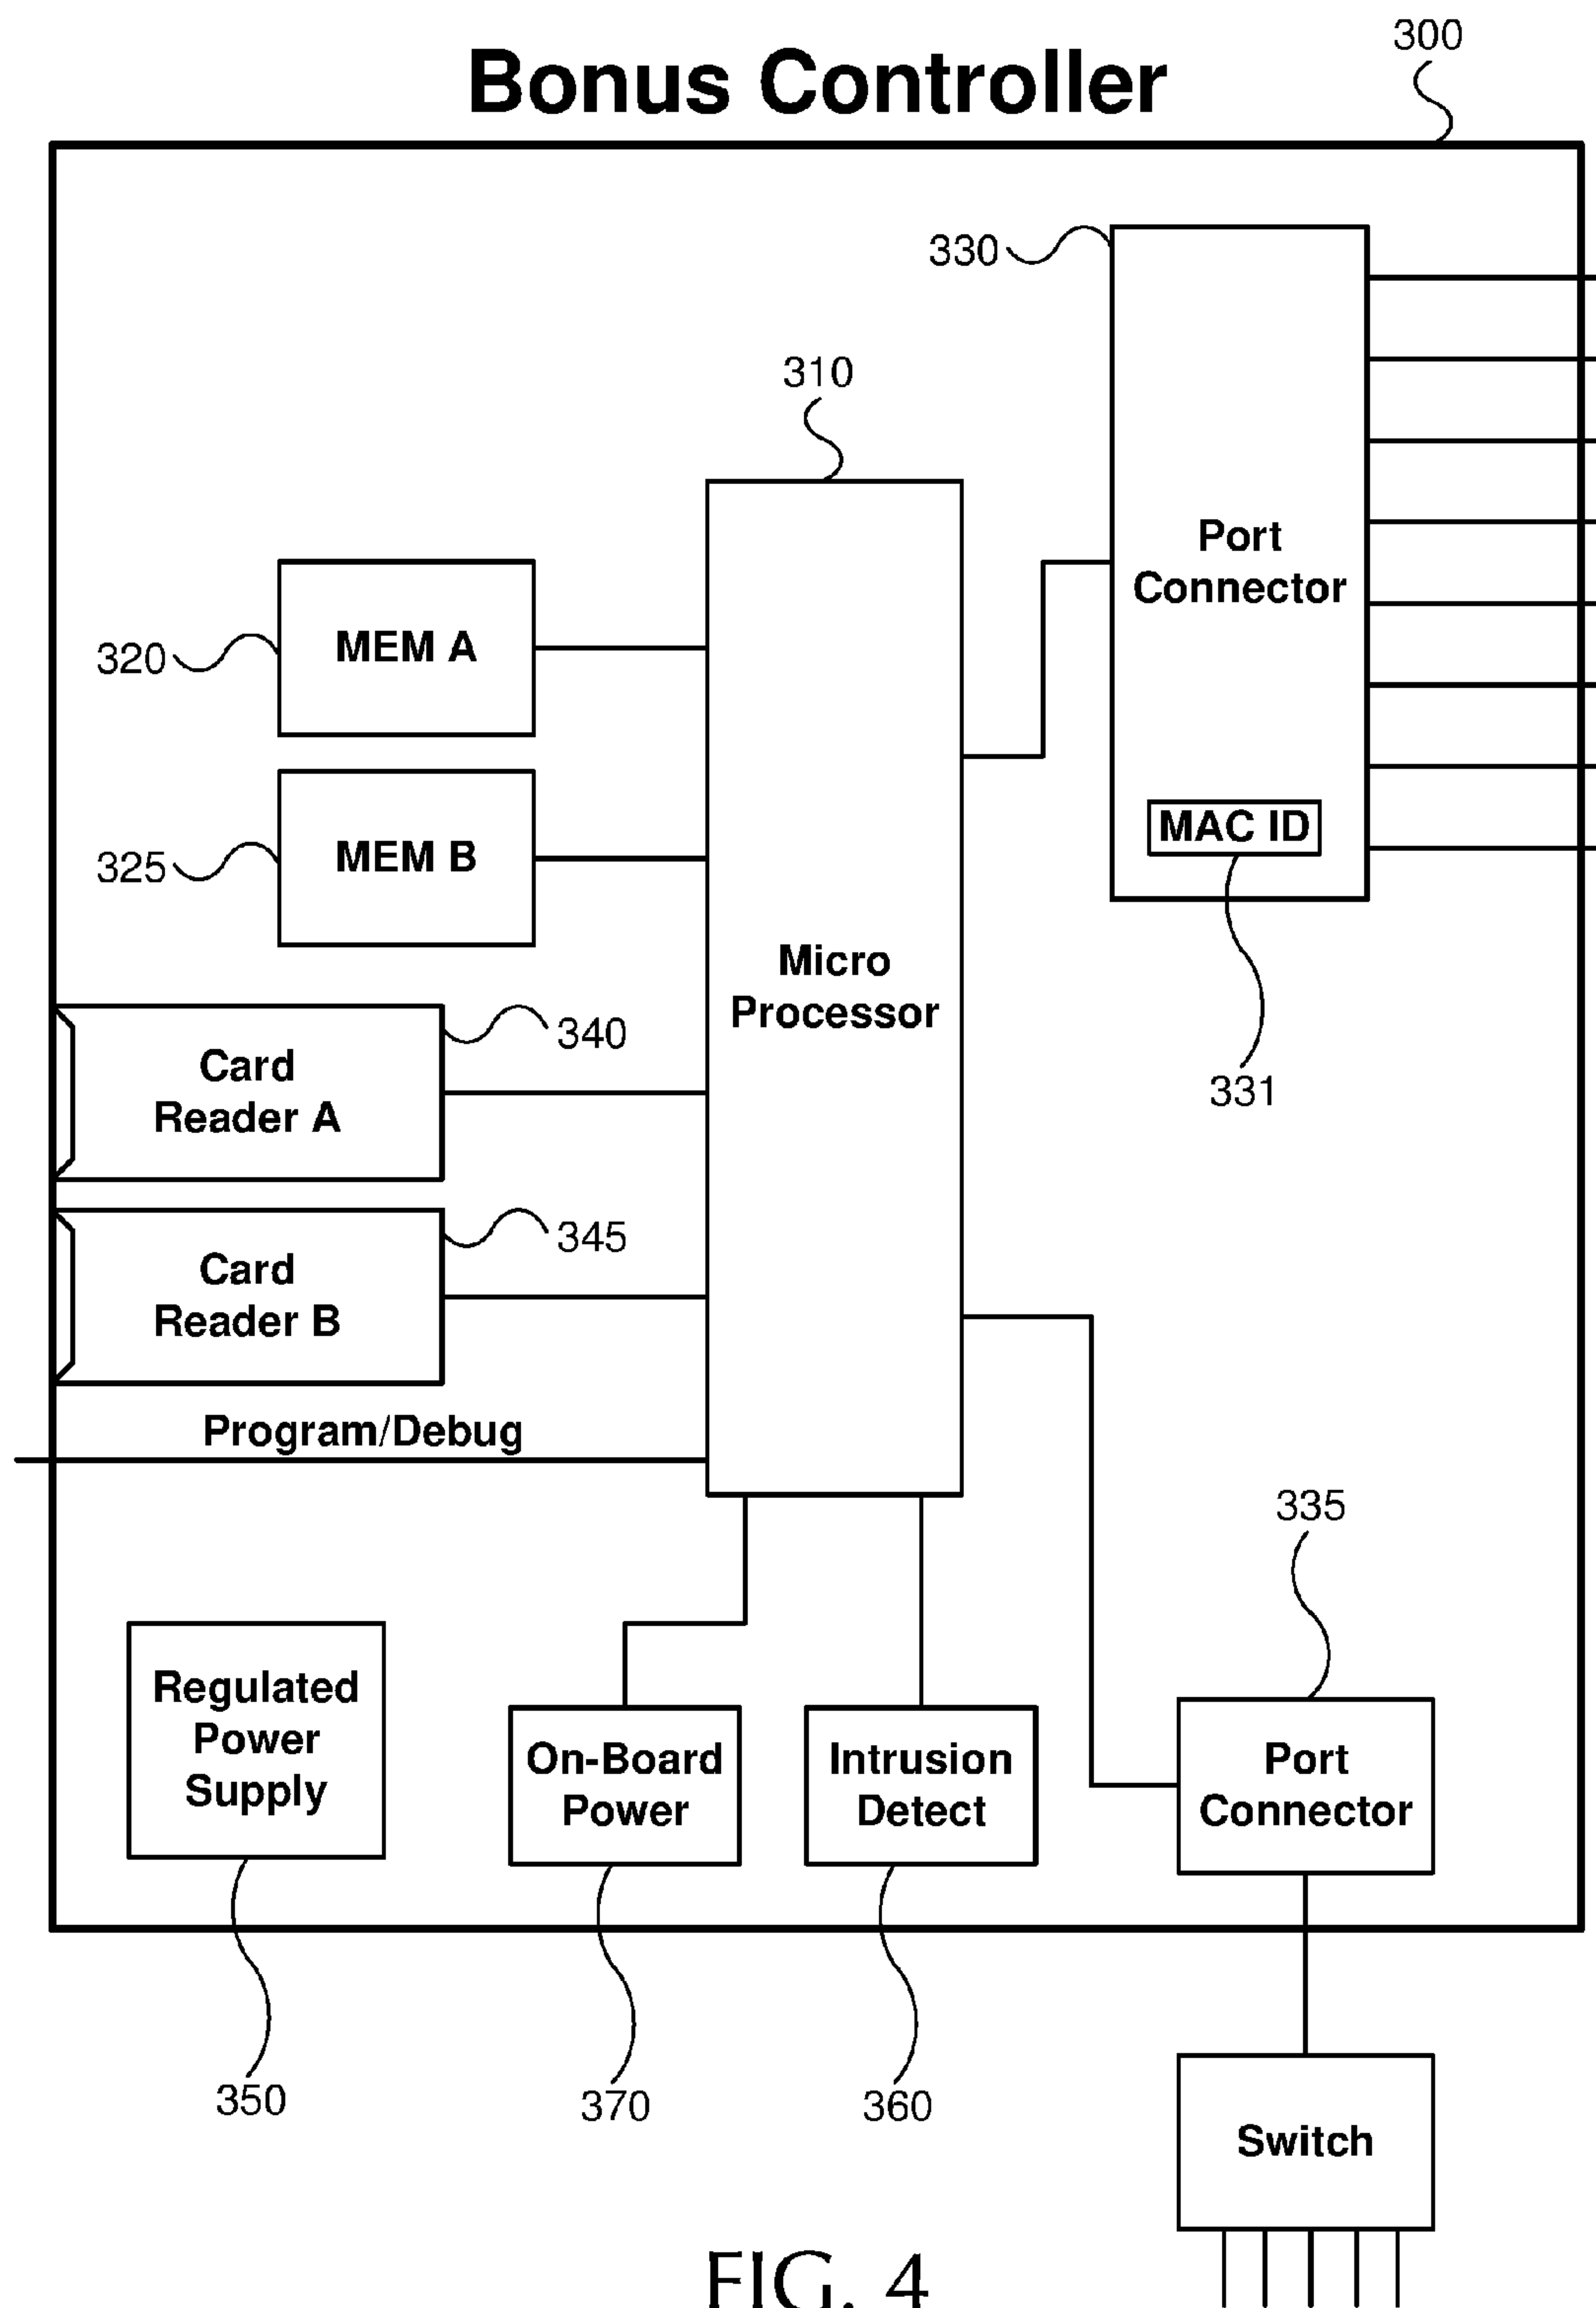 Bonus Controller
300
330
310
Port
Connector
MEM A
320
MAC ID
MEM B
325
Micro
Processor
340
Card
Reader A
331
345
Card
Reader B
Program/Debug
335
Regulated
Power
Supply
On-Board
Power
Intrusion
Detect
Port
Connector
350
370
360
Switch
FIG. 4